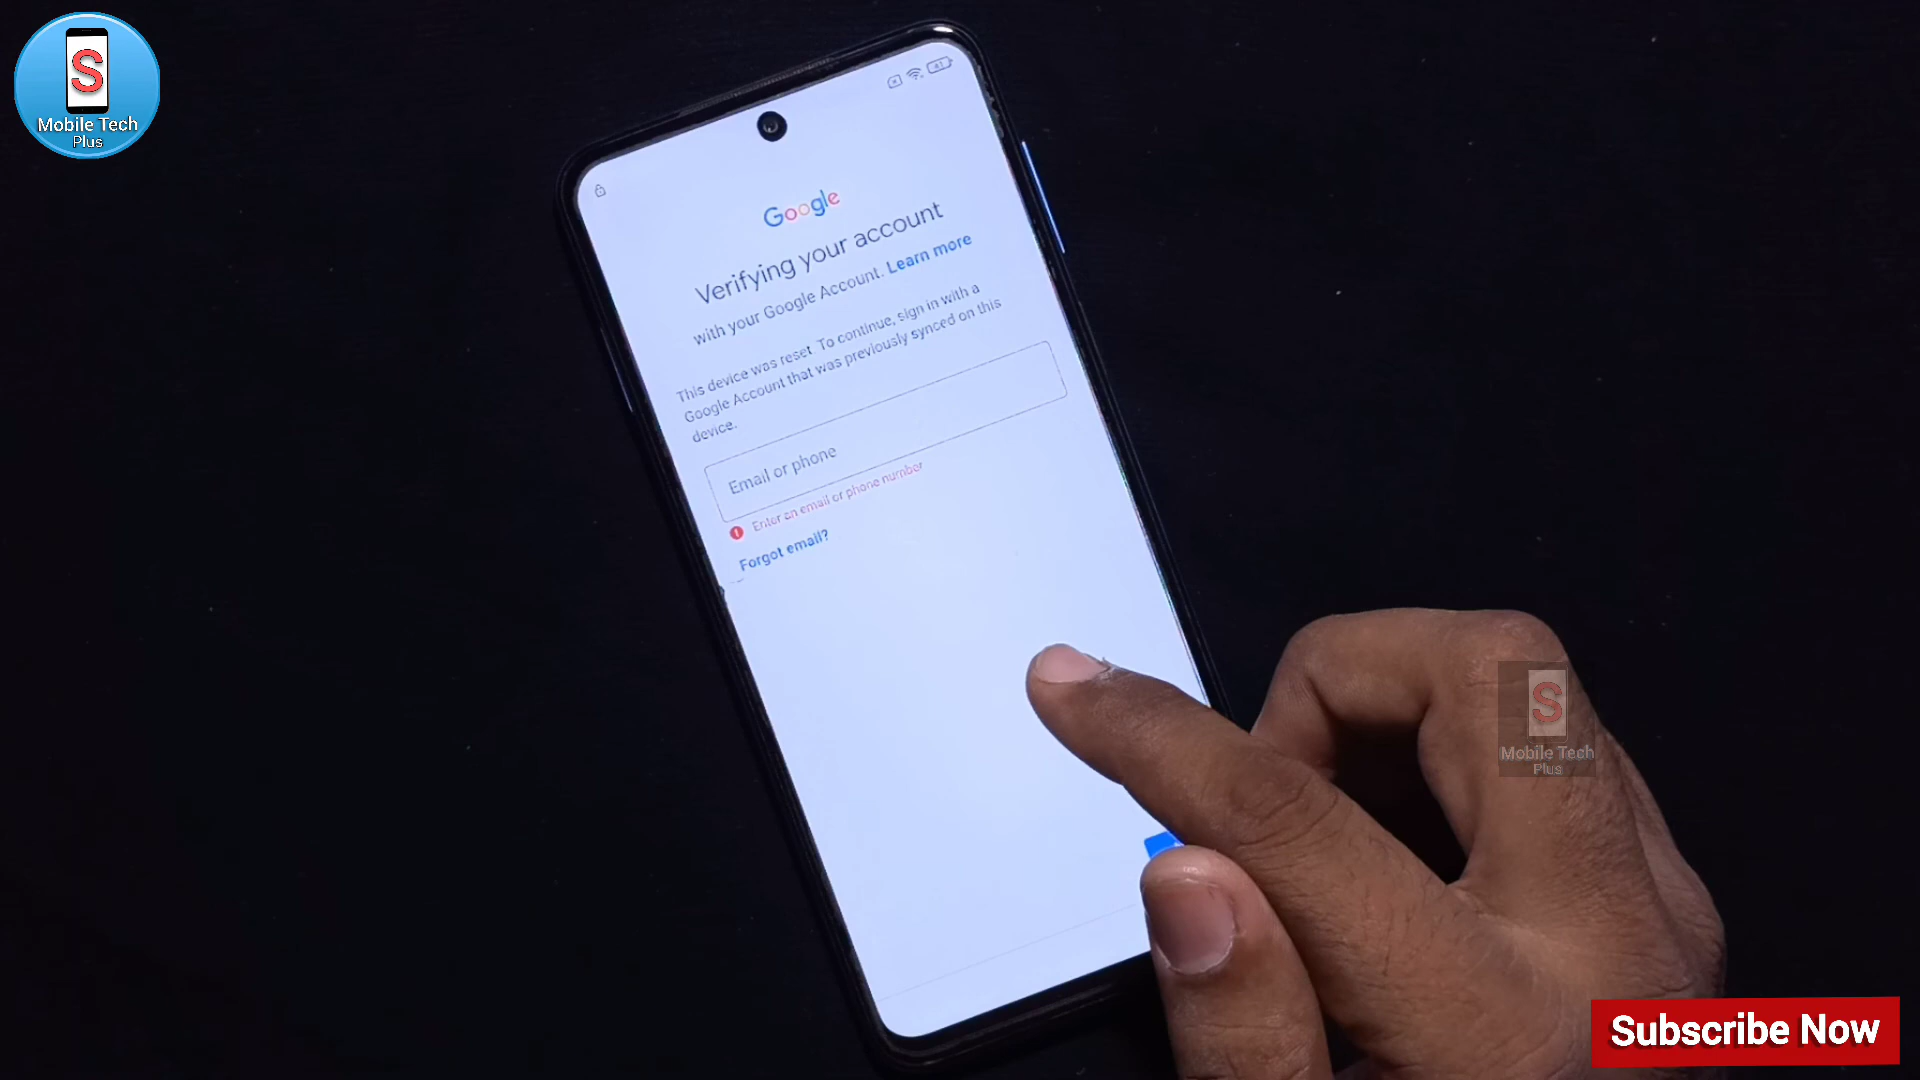 S
Mobile Tech
Plus
41
Google
Verifying your account
with your Google Account. Learn more
This device was reset. To continue, sign in with a
Google Account that was previously synced on this
device.
Email or phone
Enter an email or phone number
Forgot email?
S
Mobile Tech
Plus
Subscribe Now